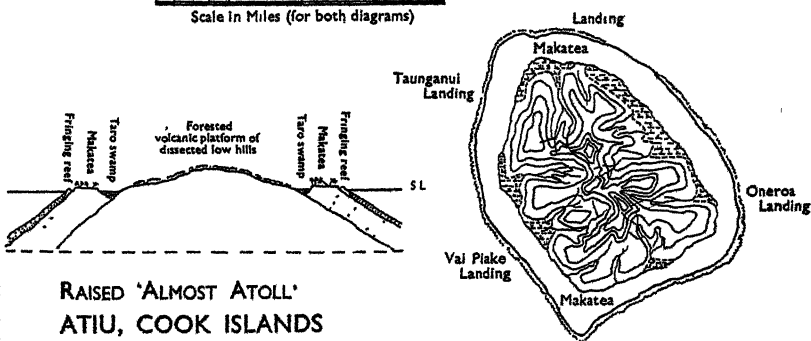 Scale in Miles (for both diagrams)
Landing
Makatea
Taunganui
Landing
Fringing reef
Makatea
Taro swamp
Forested
volcanic platform of
dissected low hills
Taro swamp
Makatea
Fringing reef
S L
Oneroa
Landing
Vai Piake
Landing
Makatea
RAISED 'ALMOST ATOLL'
ATIU, COOK ISLANDS